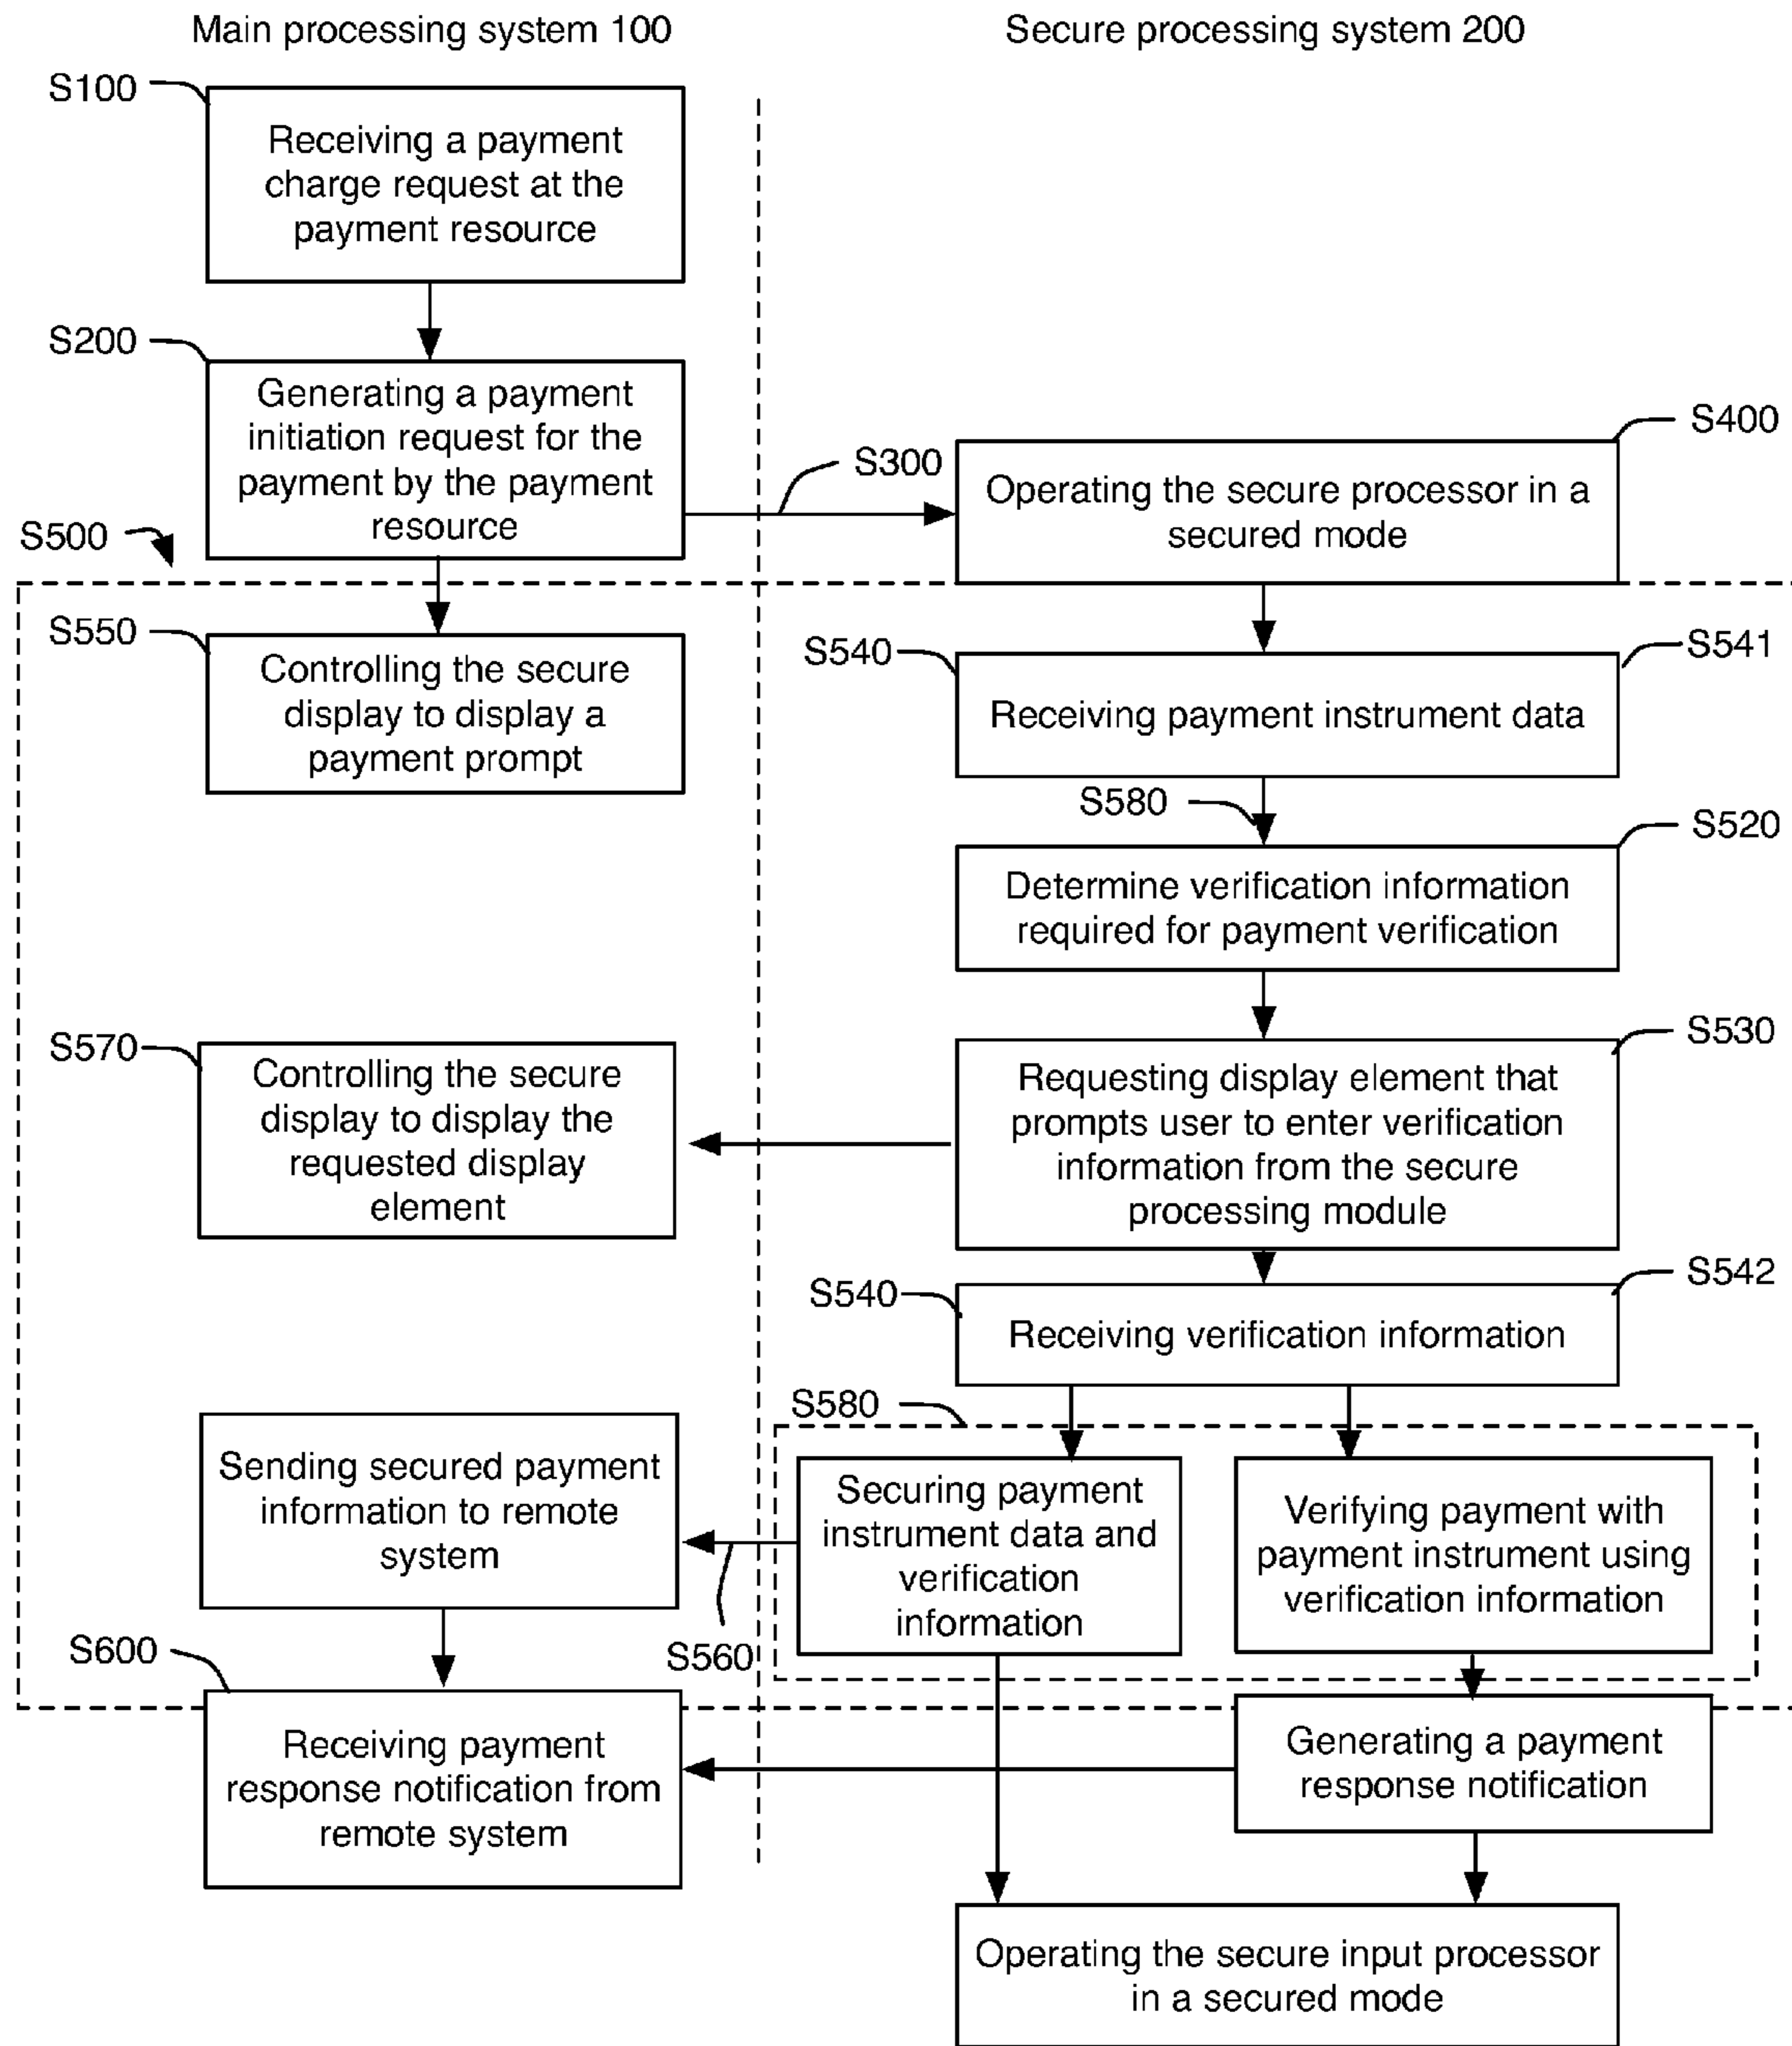 Main processing system 100
Secure processing system 200
S100
Receiving a payment
charge request at the
payment resource
S200
Generating a payment
initiation request for the
payment by the payment
resource
S300
S400
Operating the secure processor in a
secured mode
S500
S550
Controlling the secure
display to display a
payment prompt
S540
S541
Receiving payment instrument data
S580
S520
Determine verification information
required for payment verification
S570
Controlling the secure
display to display the
requested display
element
S530
Requesting display element that
prompts user to enter verification
information from the secure
processing module
S540
S542
Receiving verification information
S580
Sending secured payment
information to remote
system
Securing payment
instrument data and
verification
information
Verifying payment with
payment instrument using
verification information
S560
S600
Receiving payment
response notification from
remote system
Generating a payment
response notification
Operating the secure input processor
in a secured mode